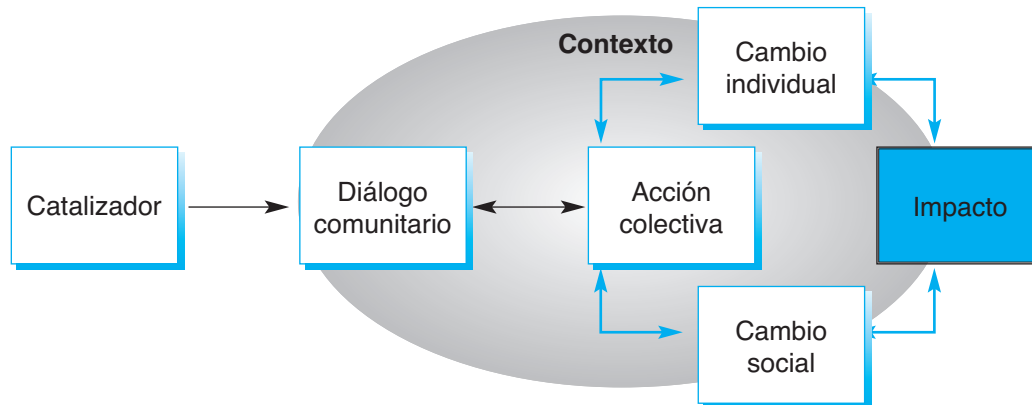 Contexto
Cambio
individual
Catalizador
Diálogo
comunitario
Acción
colectiva
Impacto
Cambio
social